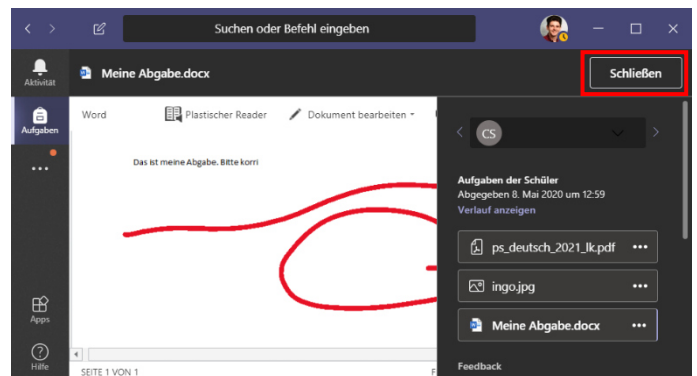 Suchen oder Befehl eingeben
Aktivität
Meine Abgabe.docx
Schließen
Aufgaben
Word
Plastischer Reader
Dokument bearbeiten
CS
Das ist meine Abgabe. Bitte korri
Aufgaben der Schüler
Abgegeben 8. Mai 2020 um 12:59
Verlauf anzeigen
ps_deutsch_2021_lk.pdf
ingo.jpg
Meine Abgabe.docx
Apps
Hilfe
SEITE 1 VON 1
Feedback